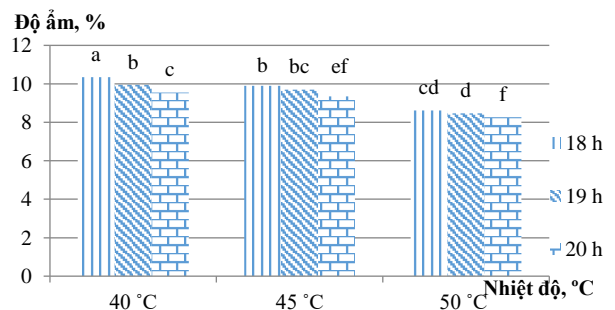 Độ ẩm, %
12
10
8
6
4
2
0
a b c b bc ef cd d f
18 h
19 h
20 h
Nhiệt độ, ºC
40 ˚C 45 ˚C 50 ˚C